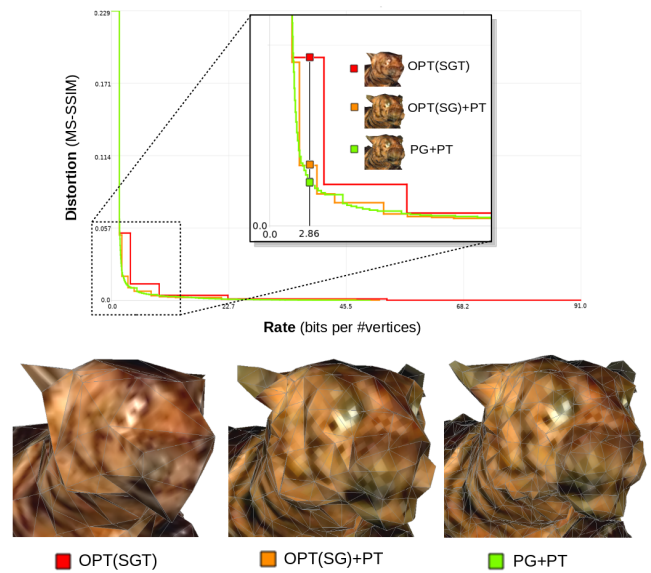 0.229
0.171
0.114
0.057
0.0
Distortion (MS-SSIM)
OPT(SGT)
OPT(SG)+PT
PG+PT
0.0
0.0
2.86
0.0
22.7
45.5
68.2
91.0
Rate (bits per #vertices)
OPT(SGT)
OPT(SG)+PT
PG+PT